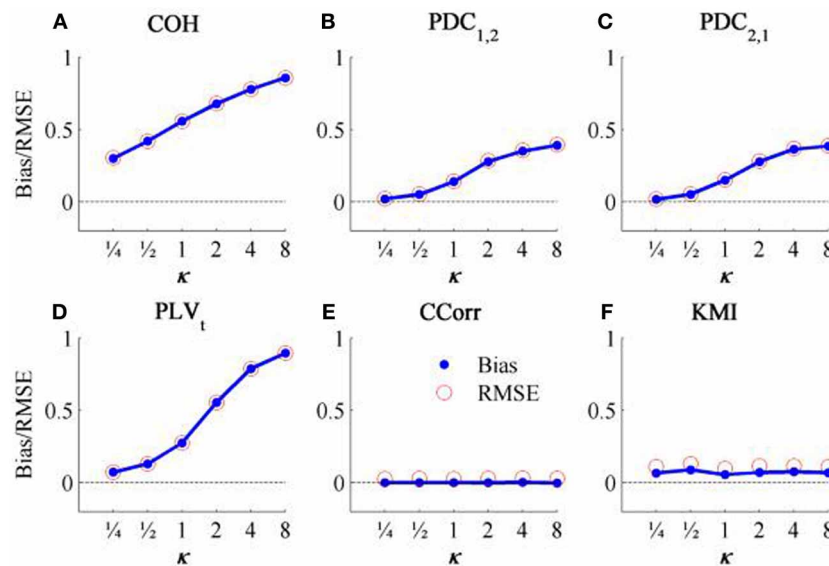 A
COH
B
PDC1,2
C
PDC2,1
Bias/RMSE
1
0.5
0
¼ ½ 1 2 4 8
κ
1
0.5
0
¼ ½ 1 2 4 8
κ
1
0.5
0
¼ ½ 1 2 4 8
κ
D
PLVt
E
CCorr
F
KMI
Bias/RMSE
1
0.5
0
¼ ½ 1 2 4 8
κ
1
0.5
0
Bias
RMSE
¼ ½ 1 2 4 8
κ
1
0.5
0
¼ ½ 1 2 4 8
κ